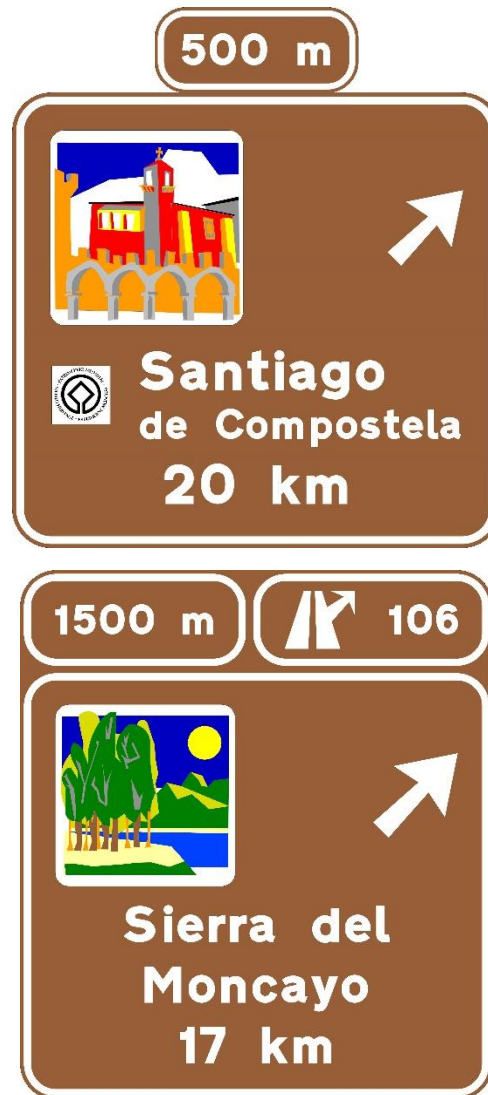 500 m
Santiago
de Compostela
20 km
1500 m 106
Sierra del
Moncayo
17 km